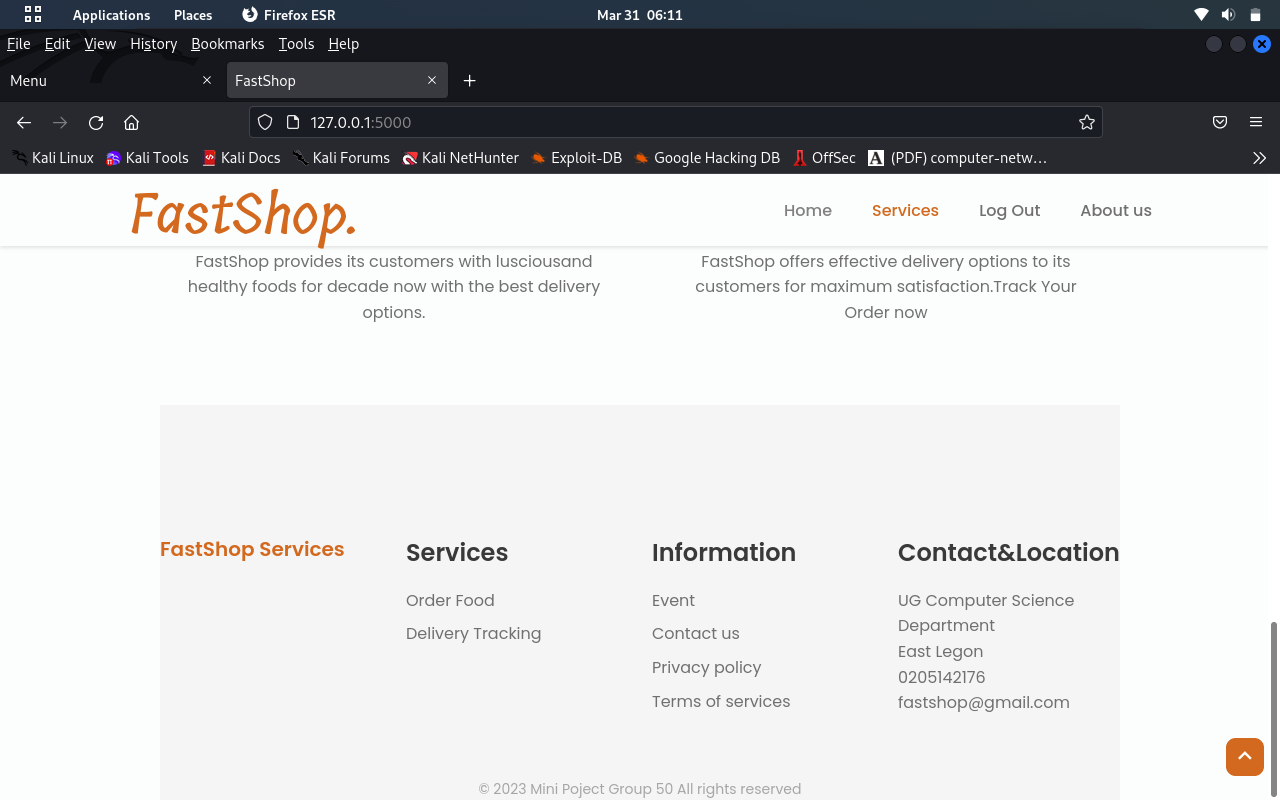 Applications Places Firefox ESR Mar 31 06:11
File Edit View History Bookmarks Tools Help
Menu FastShop
127.0.0.1:5000
Kali Linux Kali Tools Kali Docs Kali Forums Kali NetHunter Exploit-DB Google Hacking DB OffSec (PDF) computer-netw…
FastShop. Home Services Log Out About us
FastShop provides its customers with lusciousand
healthy foods for decade now with the best delivery
options.
FastShop offers effective delivery options to its
customers for maximum satisfaction.Track Your
Order now
FastShop Services
Services
Order Food
Delivery Tracking
Information
Event
Contact us
Privacy policy
Terms of services
Contact&Location
UG Computer Science
Department
East Legon
0205142176
fastshop@gmail.com
© 2023 Mini Poject Group 50 All rights reserved